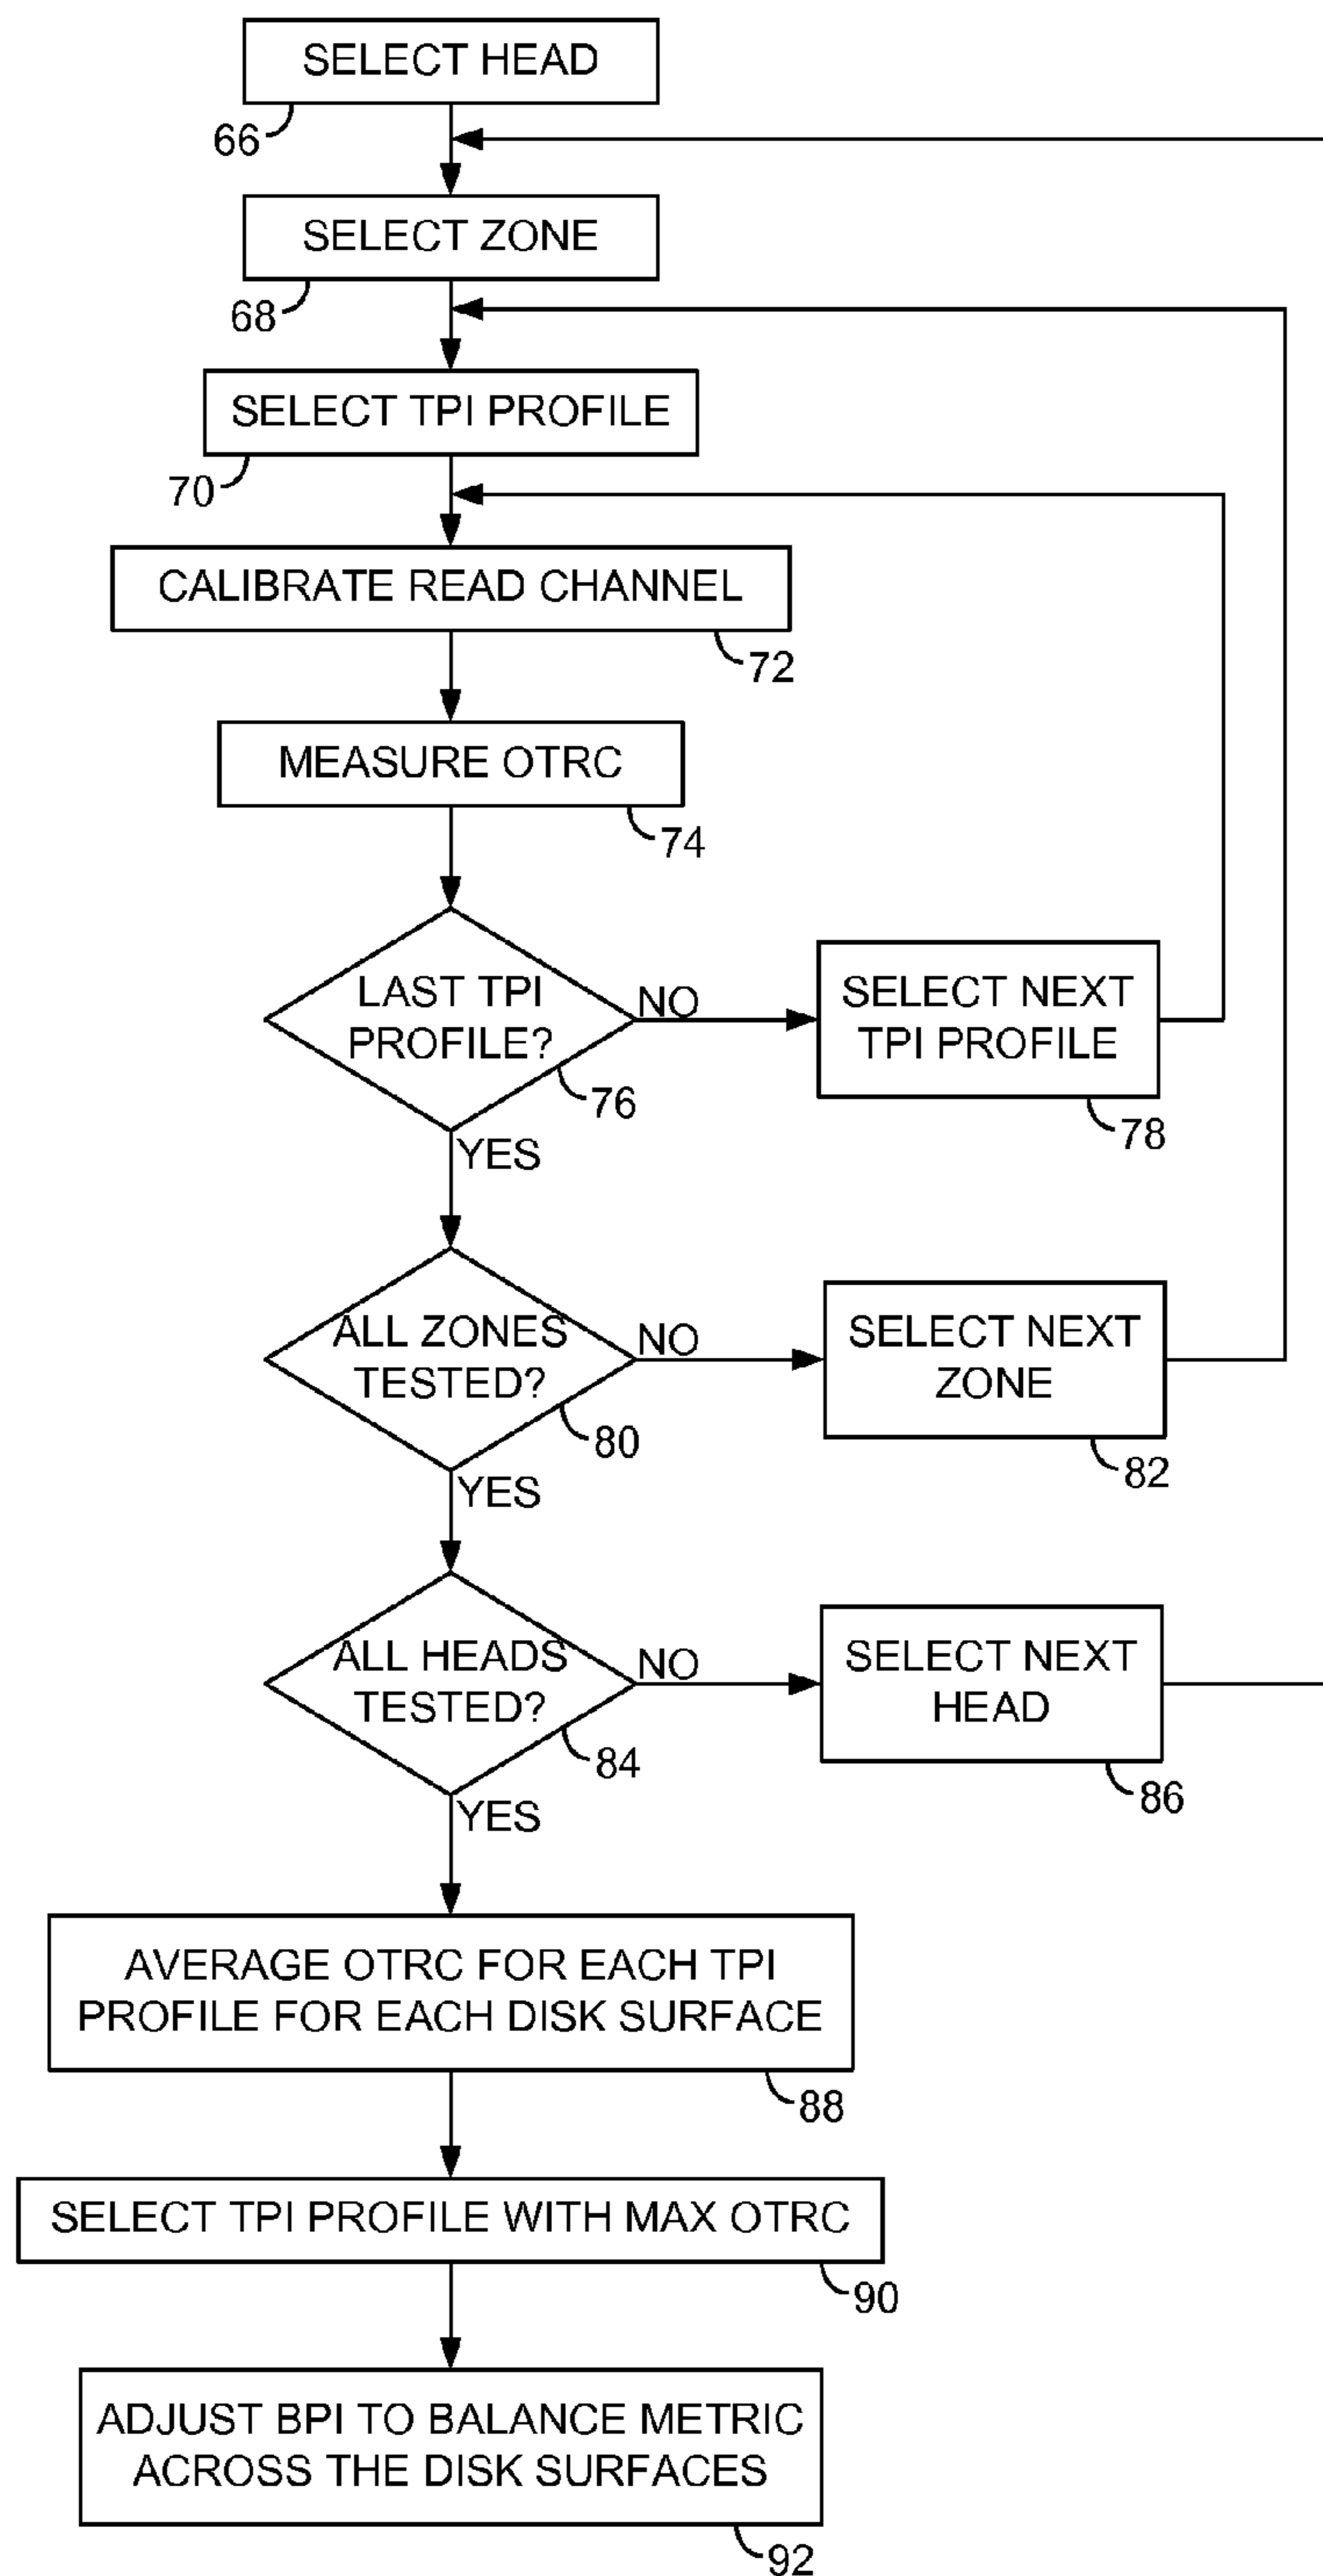 SELECT HEAD
66
SELECT ZONE
68
SELECT TPI PROFILE
70
CALIBRATE READ CHANNEL
72
MEASURE OTRC
74
LAST TPI
PROFILE?
76
NO
YES
SELECT NEXT
TPI PROFILE
78
ALL ZONES
TESTED?
80
NO
YES
SELECT NEXT
ZONE
82
ALL HEADS
TESTED?
84
NO
YES
SELECT NEXT
HEAD
86
AVERAGE OTRC FOR EACH TPI
PROFILE FOR EACH DISK SURFACE
88
SELECT TPI PROFILE WITH MAX OTRC
90
ADJUST BPI TO BALANCE METRIC
ACROSS THE DISK SURFACES
92